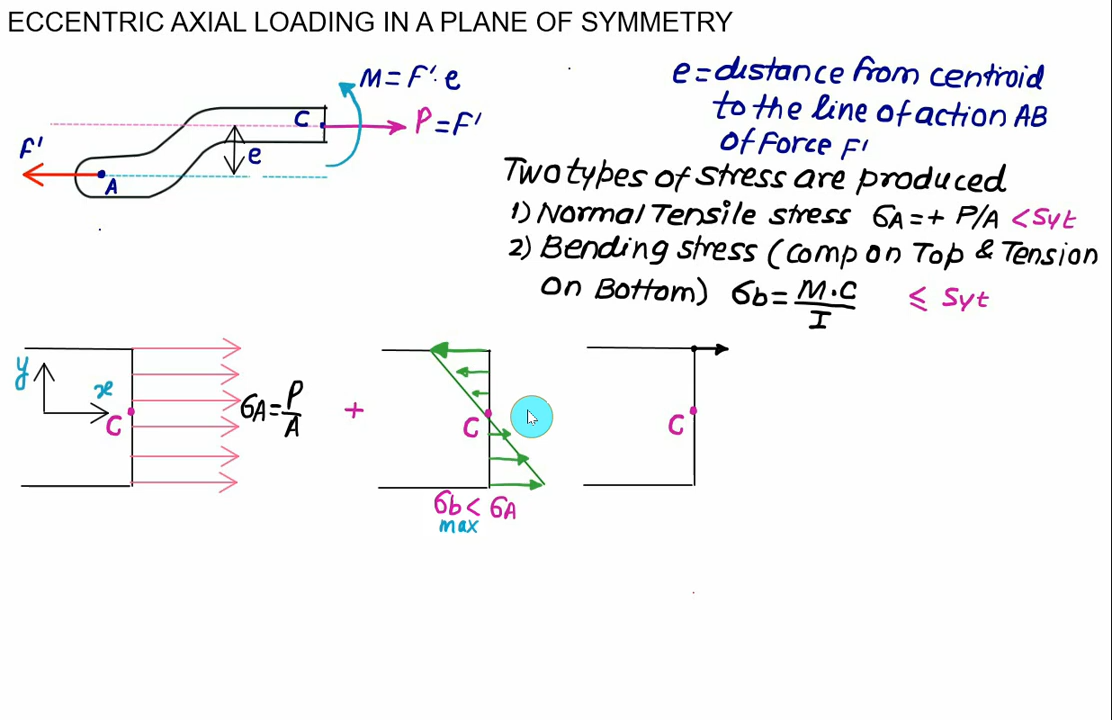 ECCENTRIC AXIAL LOADING IN A PLANE OF SYMMETRY
M = F'. e
C
P = F'
e
F'
A
e = distance from centroid
to the line of action AB
of Force F'
Two types of stress are produced
1) Normal Tensile stress σA = + P/A < Syt
2) Bending stress (comp on Top & Tension
on Bottom) σb = M.C/I ≤ Syt
y
x
C
σA = P/A
+
C
σb < σA
max
C